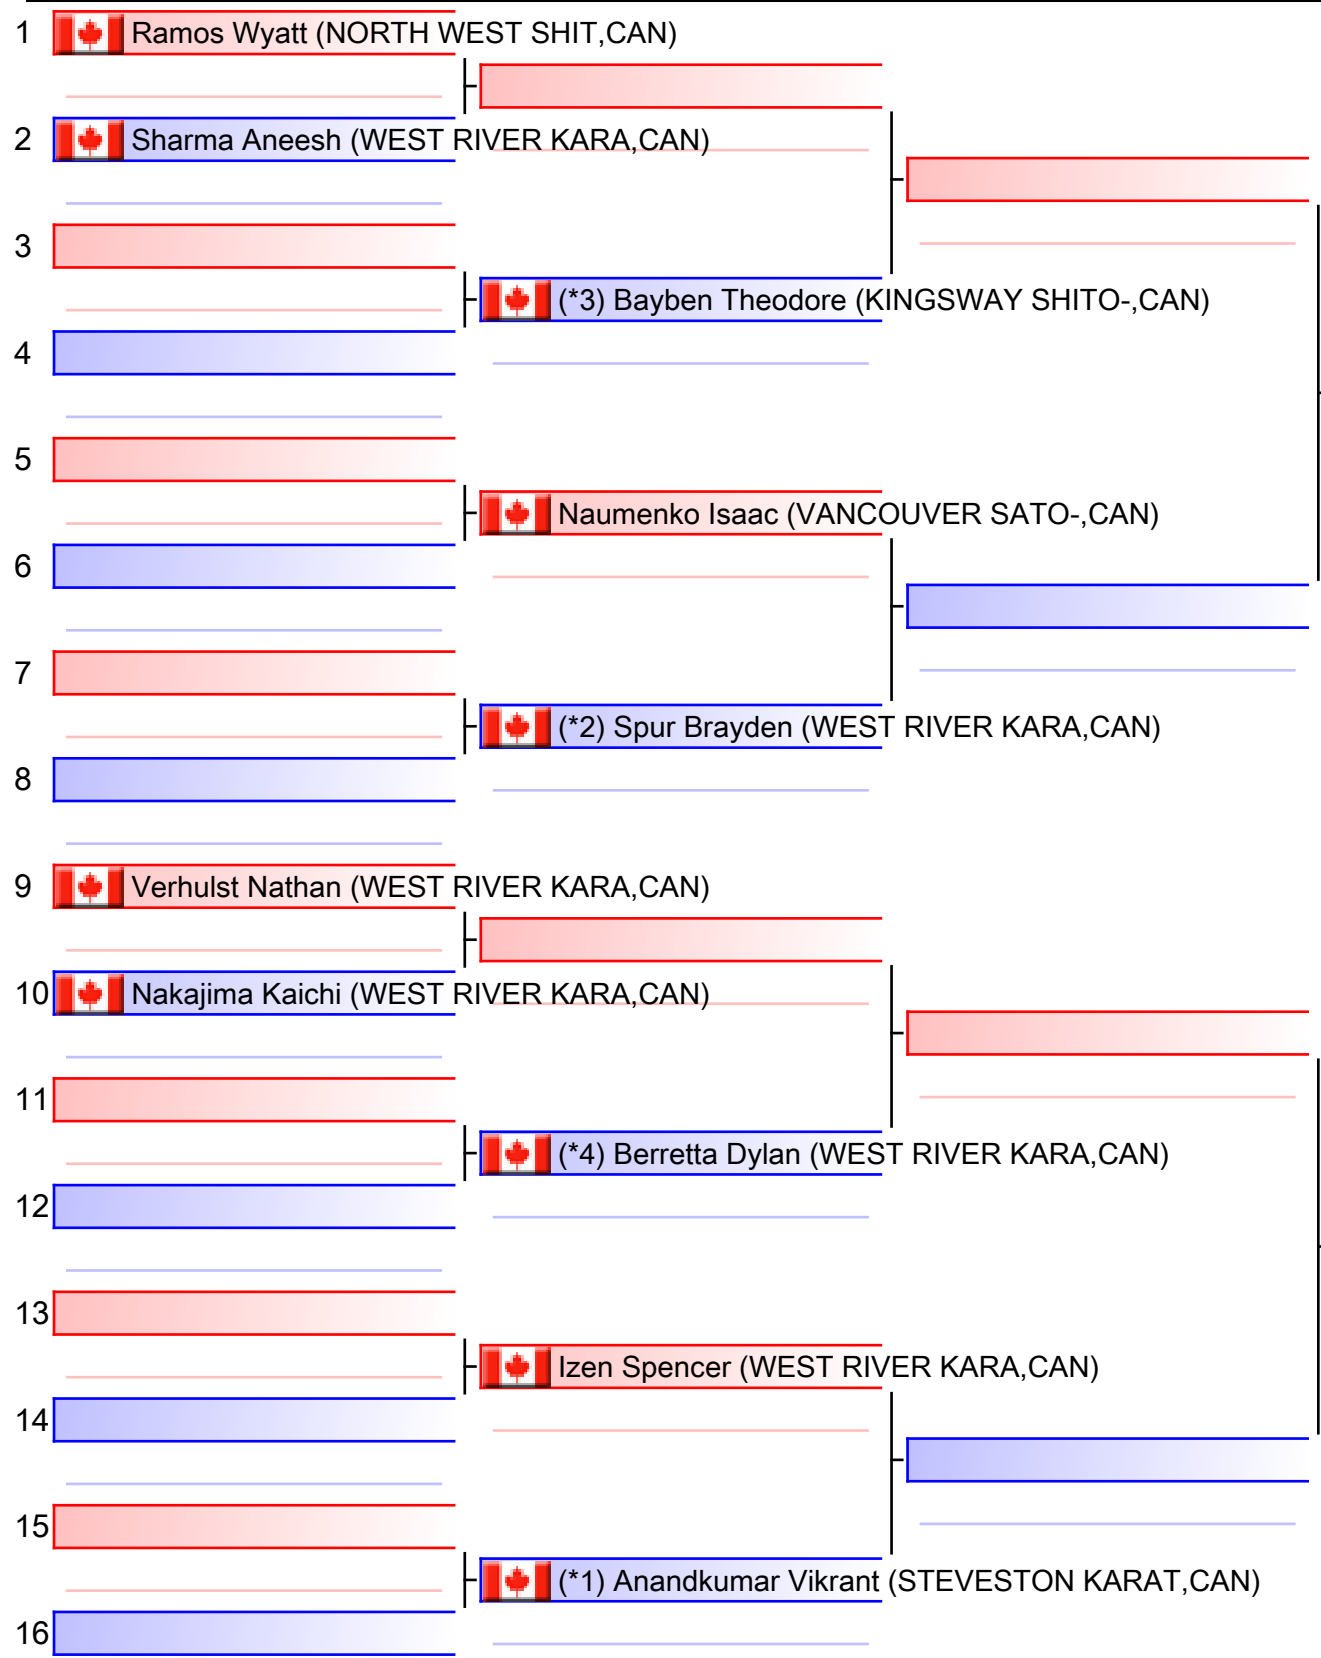 1 Ramos Wyatt (NORTH WEST SHIT,CAN)
2 Sharma Aneesh (WEST RIVER KARA,CAN)
3
(*3) Bayben Theodore (KINGSWAY SHITO-,CAN)
4
5
Naumenko Isaac (VANCOUVER SATO-,CAN)
6
7
(*2) Spur Brayden (WEST RIVER KARA,CAN)
8
9 Verhulst Nathan (WEST RIVER KARA,CAN)
10 Nakajima Kaichi (WEST RIVER KARA,CAN)
11
(*4) Berretta Dylan (WEST RIVER KARA,CAN)
12
13
Izen Spencer (WEST RIVER KARA,CAN)
14
15
(*1) Anandkumar Vikrant (STEVESTON KARAT,CAN)
16